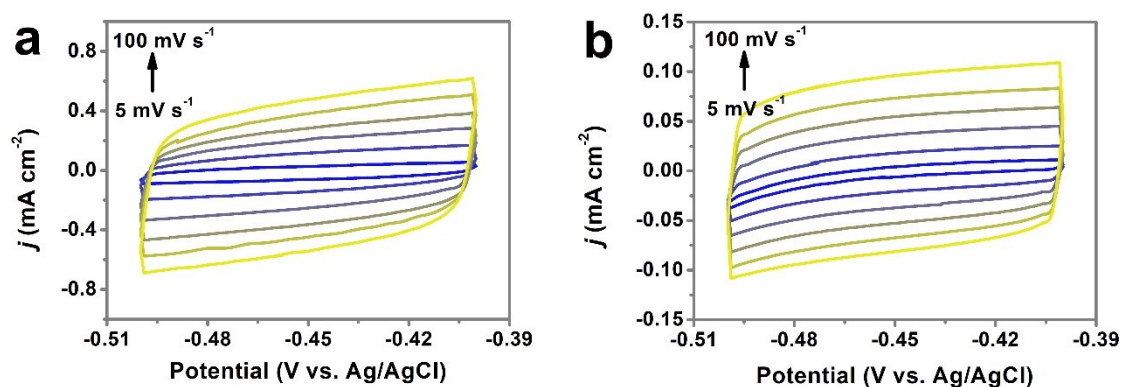 a
100 mV s⁻¹
5 mV s⁻¹
0.8
0.4
0.0
-0.4
-0.8
j (mA cm⁻²)
-0.51
-0.48
-0.45
-0.42
-0.39
Potential (V vs. Ag/AgCl)
b
100 mV s⁻¹
5 mV s⁻¹
0.15
0.10
0.05
0.00
-0.05
-0.10
-0.15
j (mA cm⁻²)
-0.51
-0.48
-0.45
-0.42
-0.39
Potential (V vs. Ag/AgCl)